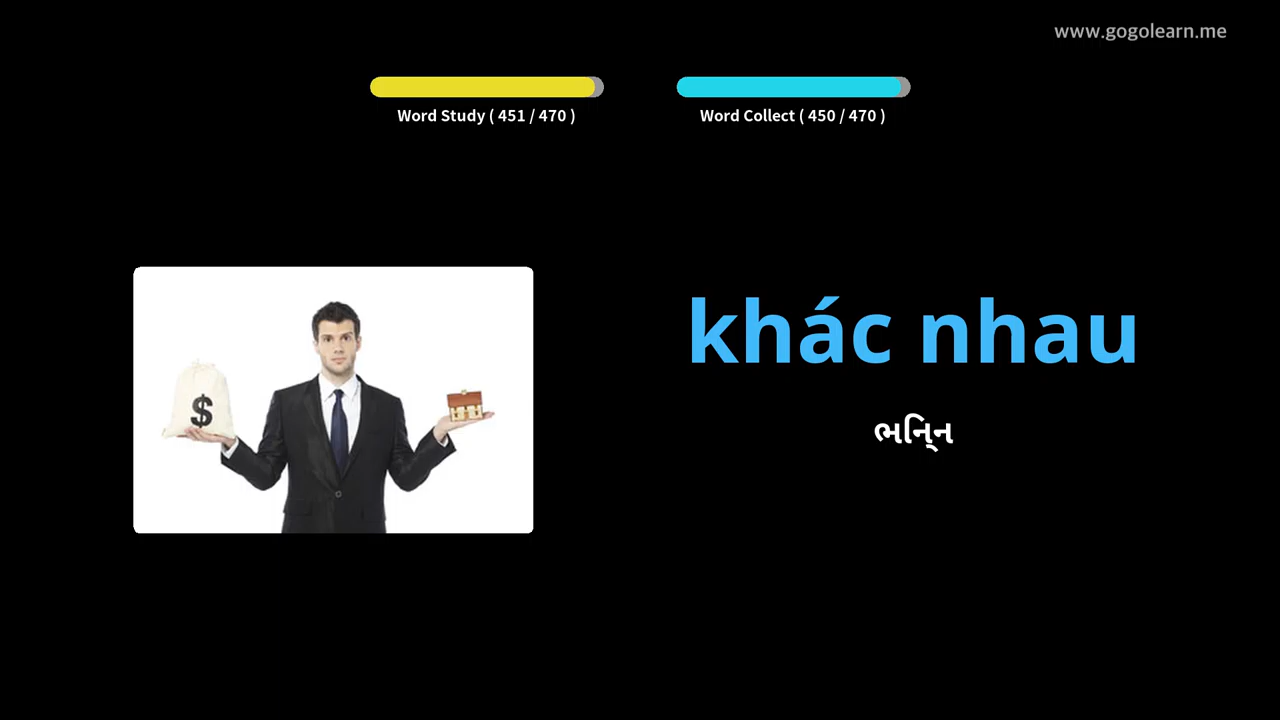 www.gogolearn.me
Word Study ( 451 / 470 )
Word Collect ( 450 / 470 )
khác nhau
$
ભિન્ન